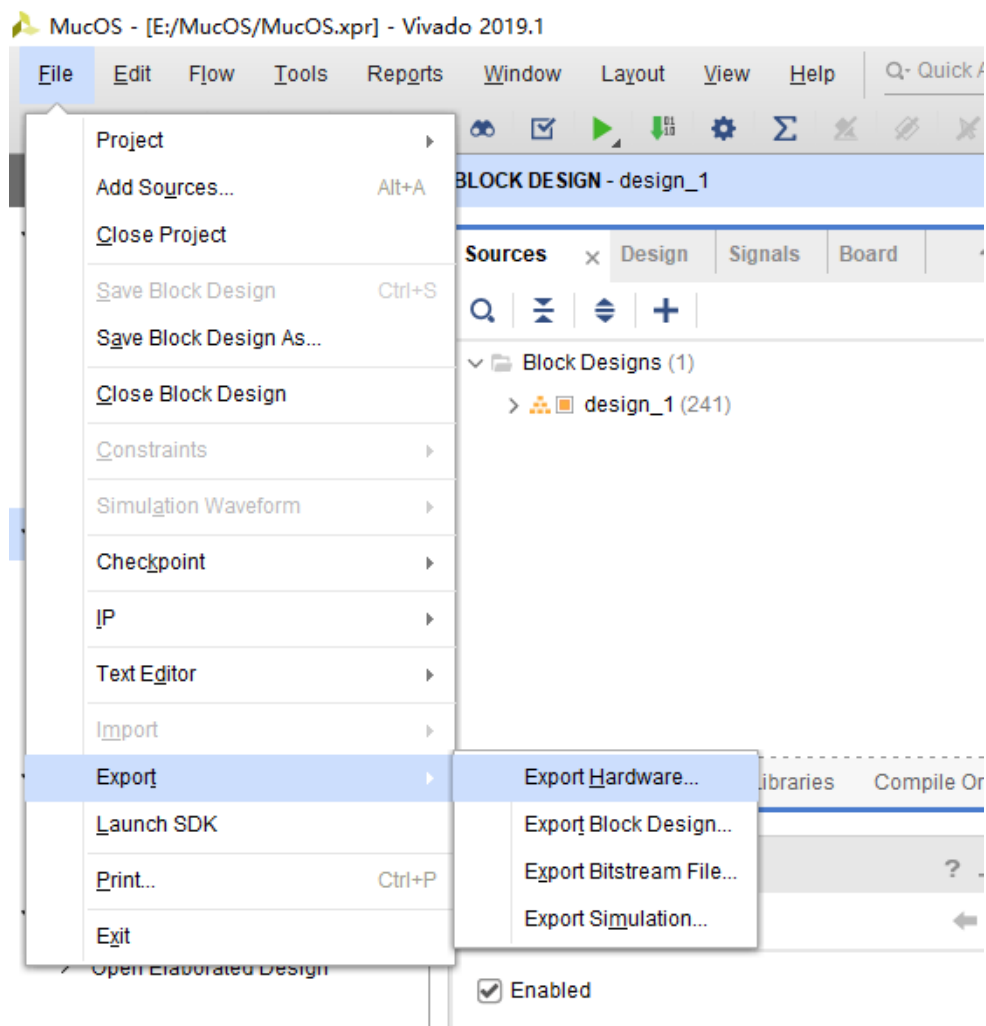 MucOS - [E:/MucOS/MucOS.xpr] - Vivado 2019.1
File Edit Flow Tools Reports Window Layout View Help Quick A
Project
Add Sources... Alt+A
BLOCK DESIGN - design_1
Close Project
Sources Design Signals Board
Save Block Design Ctrl+S
Save Block Design As...
Block Designs (1)
Close Block Design
design_1 (241)
Constraints
Simulation Waveform
Checkpoint
IP
Text Editor
Import
Export
Export Hardware...
Libraries Compile Or
Launch SDK
Export Block Design...
Print... Ctrl+P
Export Bitstream File...
Exit
Export Simulation...
Open Elaborated Design
Enabled